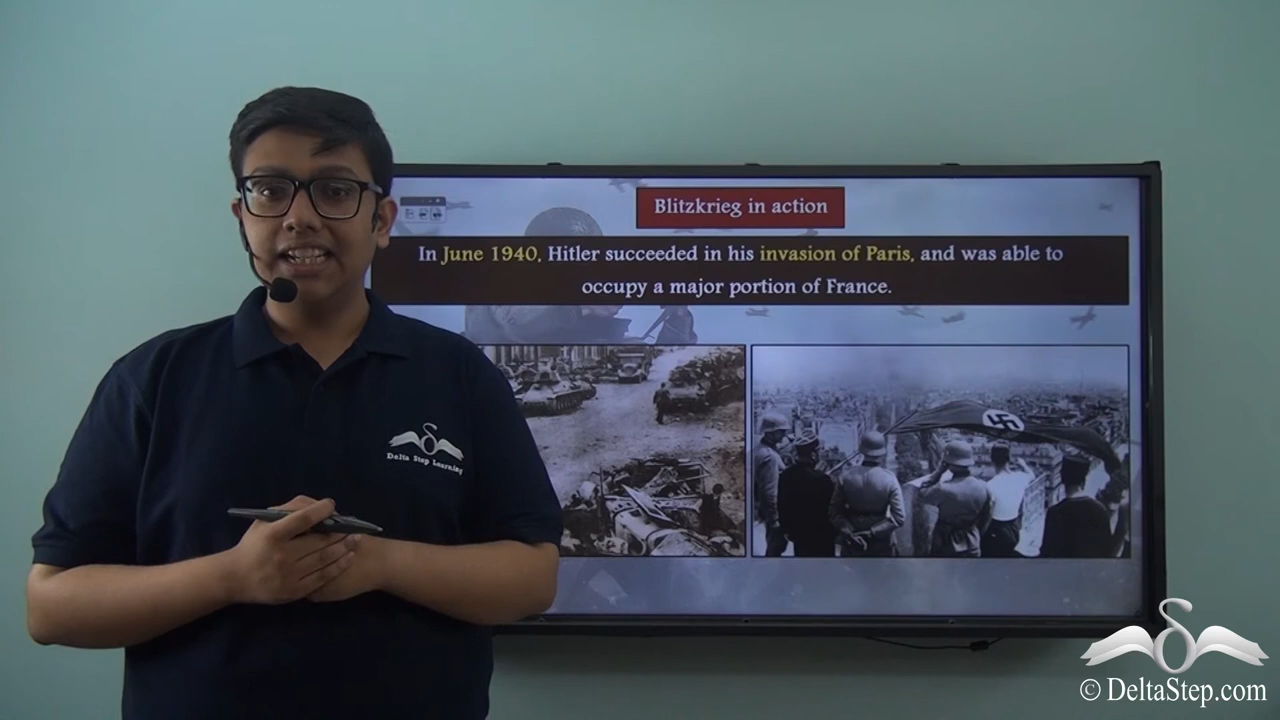 Blitzkrieg in action
In June 1940, Hitler succeeded in his invasion of Paris, and was able to
occupy a major portion of France.
Delta Step Learning
© DeltaStep.com